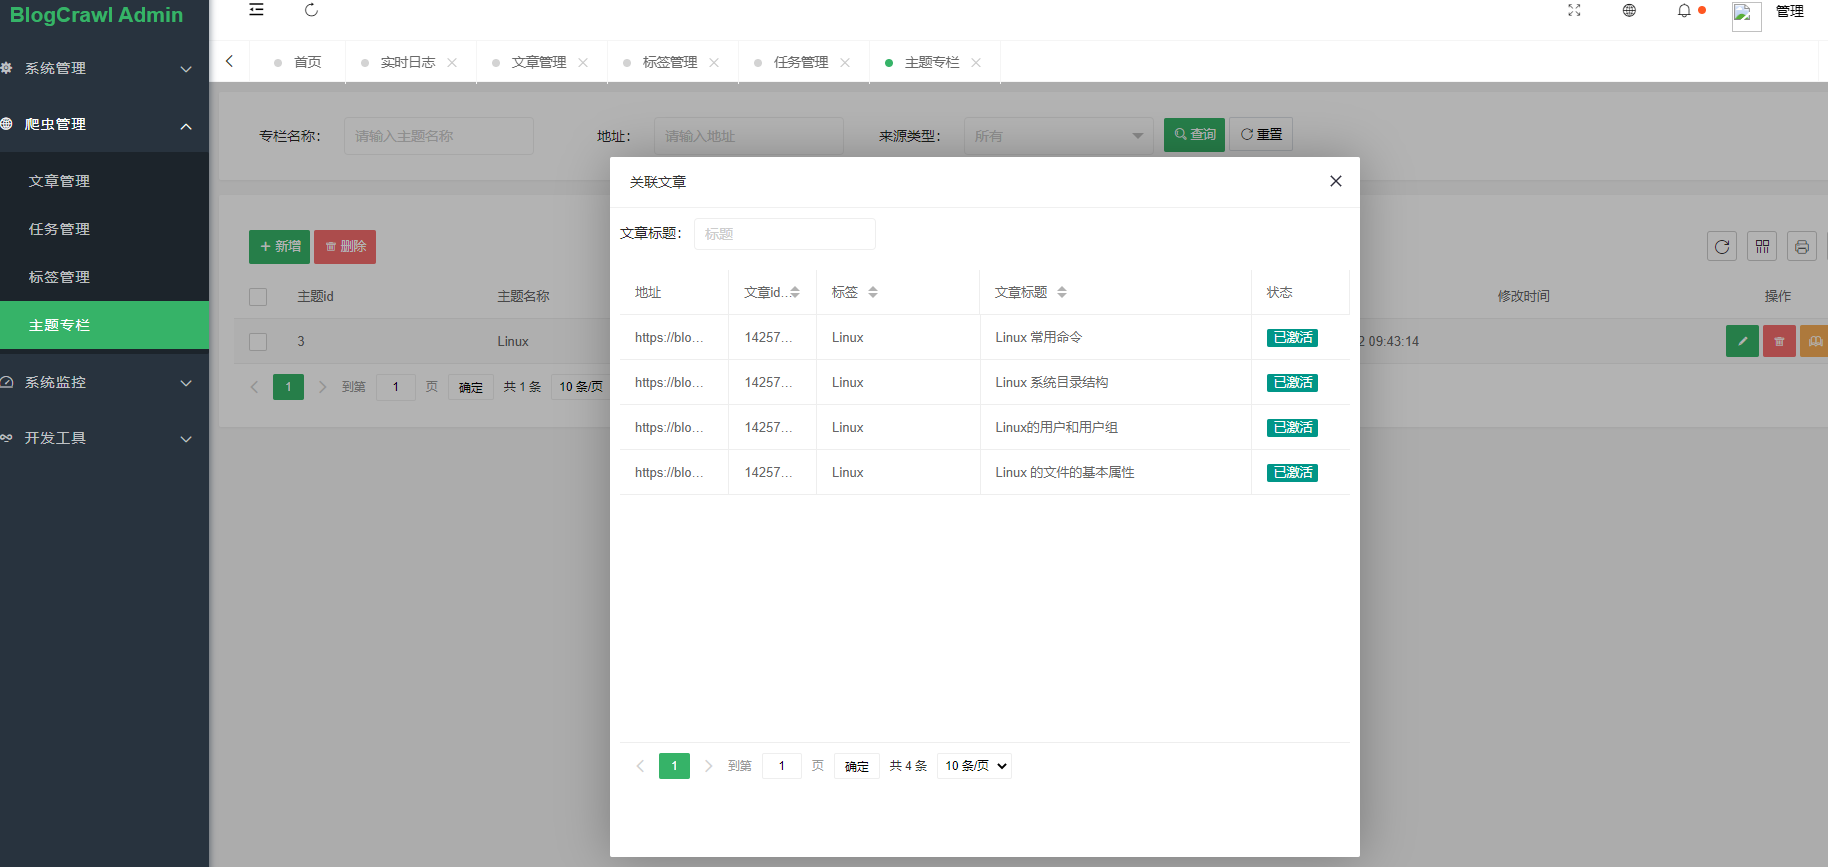 BlogCrawl Admin
管理
系统管理
爬虫管理
文章管理
任务管理
标签管理
主题专栏
系统监控
开发工具
首页
实时日志
文章管理
标签管理
任务管理
主题专栏
专栏名称：
请输入主题名称
地址：
请输入地址
来源类型：
所有
查询
重置
新增
删除
主题id
主题名称
修改时间
操作
3
Linux
2 09:43:14
1
到第
1
页
确定
共 1 条
10 条/页
关联文章
文章标题：
标题
地址
文章id...
标签
文章标题
状态
https://blo...
14257...
Linux
Linux 常用命令
已激活
https://blo...
14257...
Linux
Linux 系统目录结构
已激活
https://blo...
14257...
Linux
Linux的用户和用户组
已激活
https://blo...
14257...
Linux
Linux 的文件的基本属性
已激活
1
到第
1
页
确定
共 4 条
10 条/页